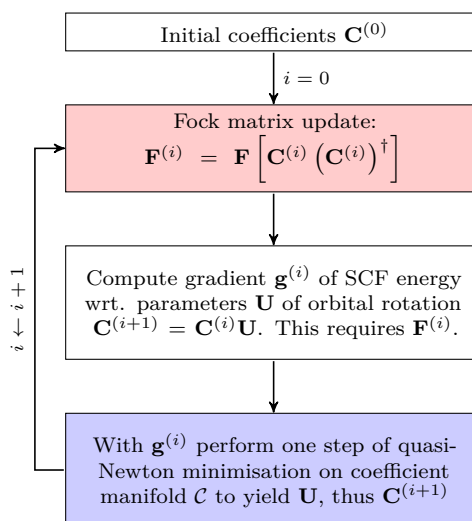 Initial coefficients C⁽⁰⁾
i = 0
Fock matrix update:
F⁽ⁱ⁾ = F [C⁽ⁱ⁾ (C⁽ⁱ⁾)†]
i ← i + 1
Compute gradient g⁽ⁱ⁾ of SCF energy
wrt. parameters U of orbital rotation
C⁽ⁱ⁺¹⁾ = C⁽ⁱ⁾U. This requires F⁽ⁱ⁾.
With g⁽ⁱ⁾ perform one step of quasi-
Newton minimisation on coefficient
manifold 𝒞 to yield U, thus C⁽ⁱ⁺¹⁾